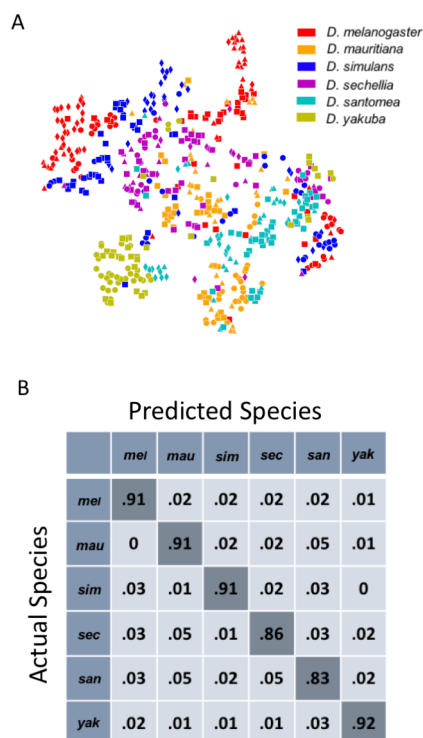 A
D. melanogaster
D. mauritiana
D. simulans
D. sechellia
D. santomea
D. yakuba
B
Predicted Species
mel mau sim sec san yak
Actual Species
mel .91 .02 .02 .02 .02 .01
mau 0 .91 .02 .02 .05 .01
sim .03 .01 .91 .02 .03 0
sec .03 .05 .01 .86 .03 .02
san .03 .05 .02 .05 .83 .02
yak .02 .01 .01 .01 .03 .92